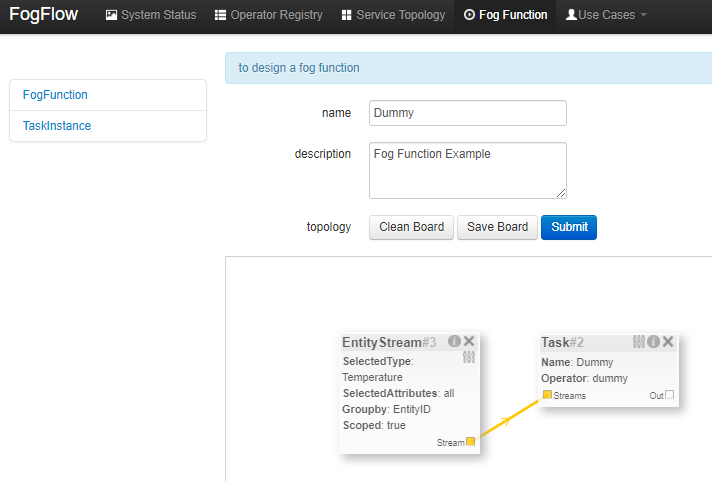 FogFlow System Status Operator Registry Service Topology Fog Function Use Cases
to design a fog function
FogFunction
TaskInstance
name Dummy
description Fog Function Example
topology Clean Board Save Board Submit
EntityStream#3
SelectedType:
Temperature
SelectedAttributes: all
Groupby: EntityID
Scoped: true
Stream
Task#2
Name: Dummy
Operator: dummy
Streams Out